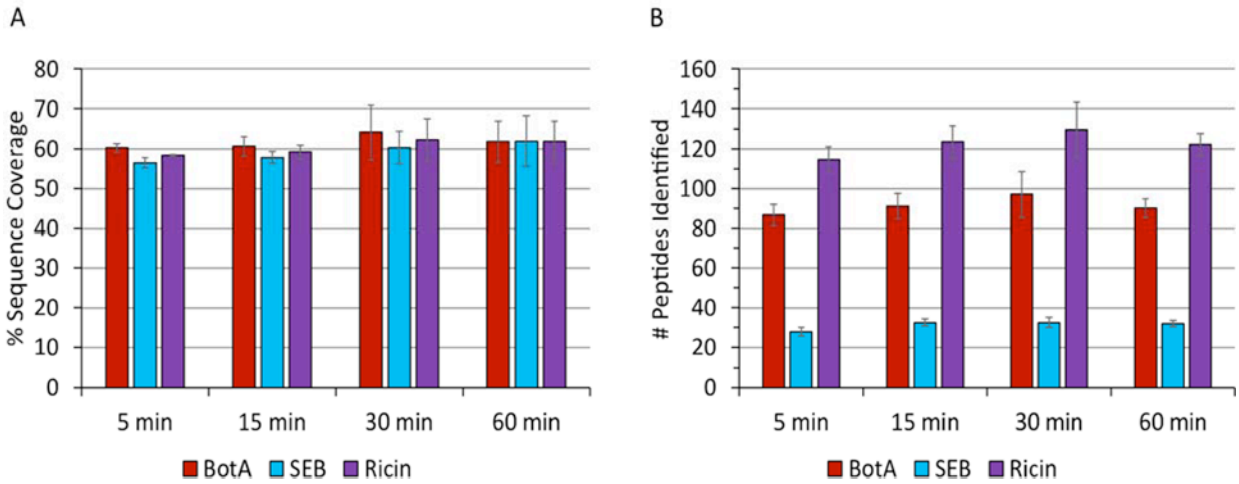 A
% Sequence Coverage
80
70
60
50
40
30
20
10
0
5 min 15 min 30 min 60 min
BotA SEB Ricin
B
# Peptides Identified
160
140
120
100
80
60
40
20
0
5 min 15 min 30 min 60 min
BotA SEB Ricin